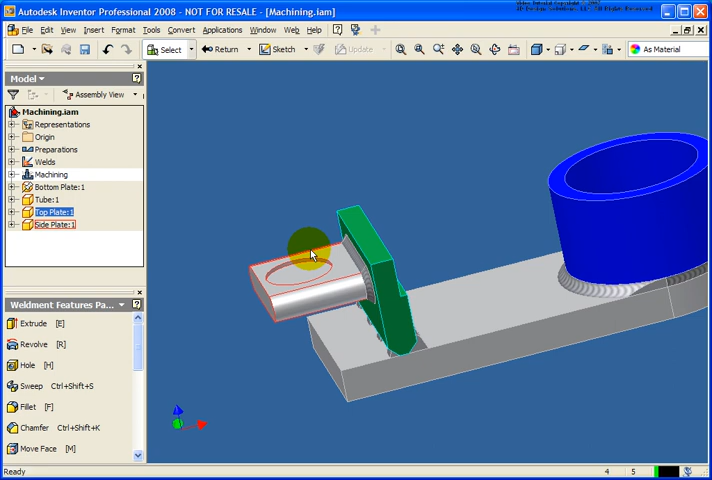 Autodesk Inventor Professional 2008 - NOT FOR RESALE - [Machining.iam]
File Edit View Insert Format Tools Convert Applications Window Web Help
Select Return Sketch Update As Material
Model
Assembly View
Machining.iam
Representations
Origin
Preparations
Welds
Machining
Bottom Plate:1
Tube:1
Top Plate:1
Side Plate:1
Weldment Features Pa...
Extrude [E]
Revolve [R]
Hole [H]
Sweep Ctrl+Shift+S
Fillet [F]
Chamfer Ctrl+Shift+K
Move Face [M]
Ready 4 5